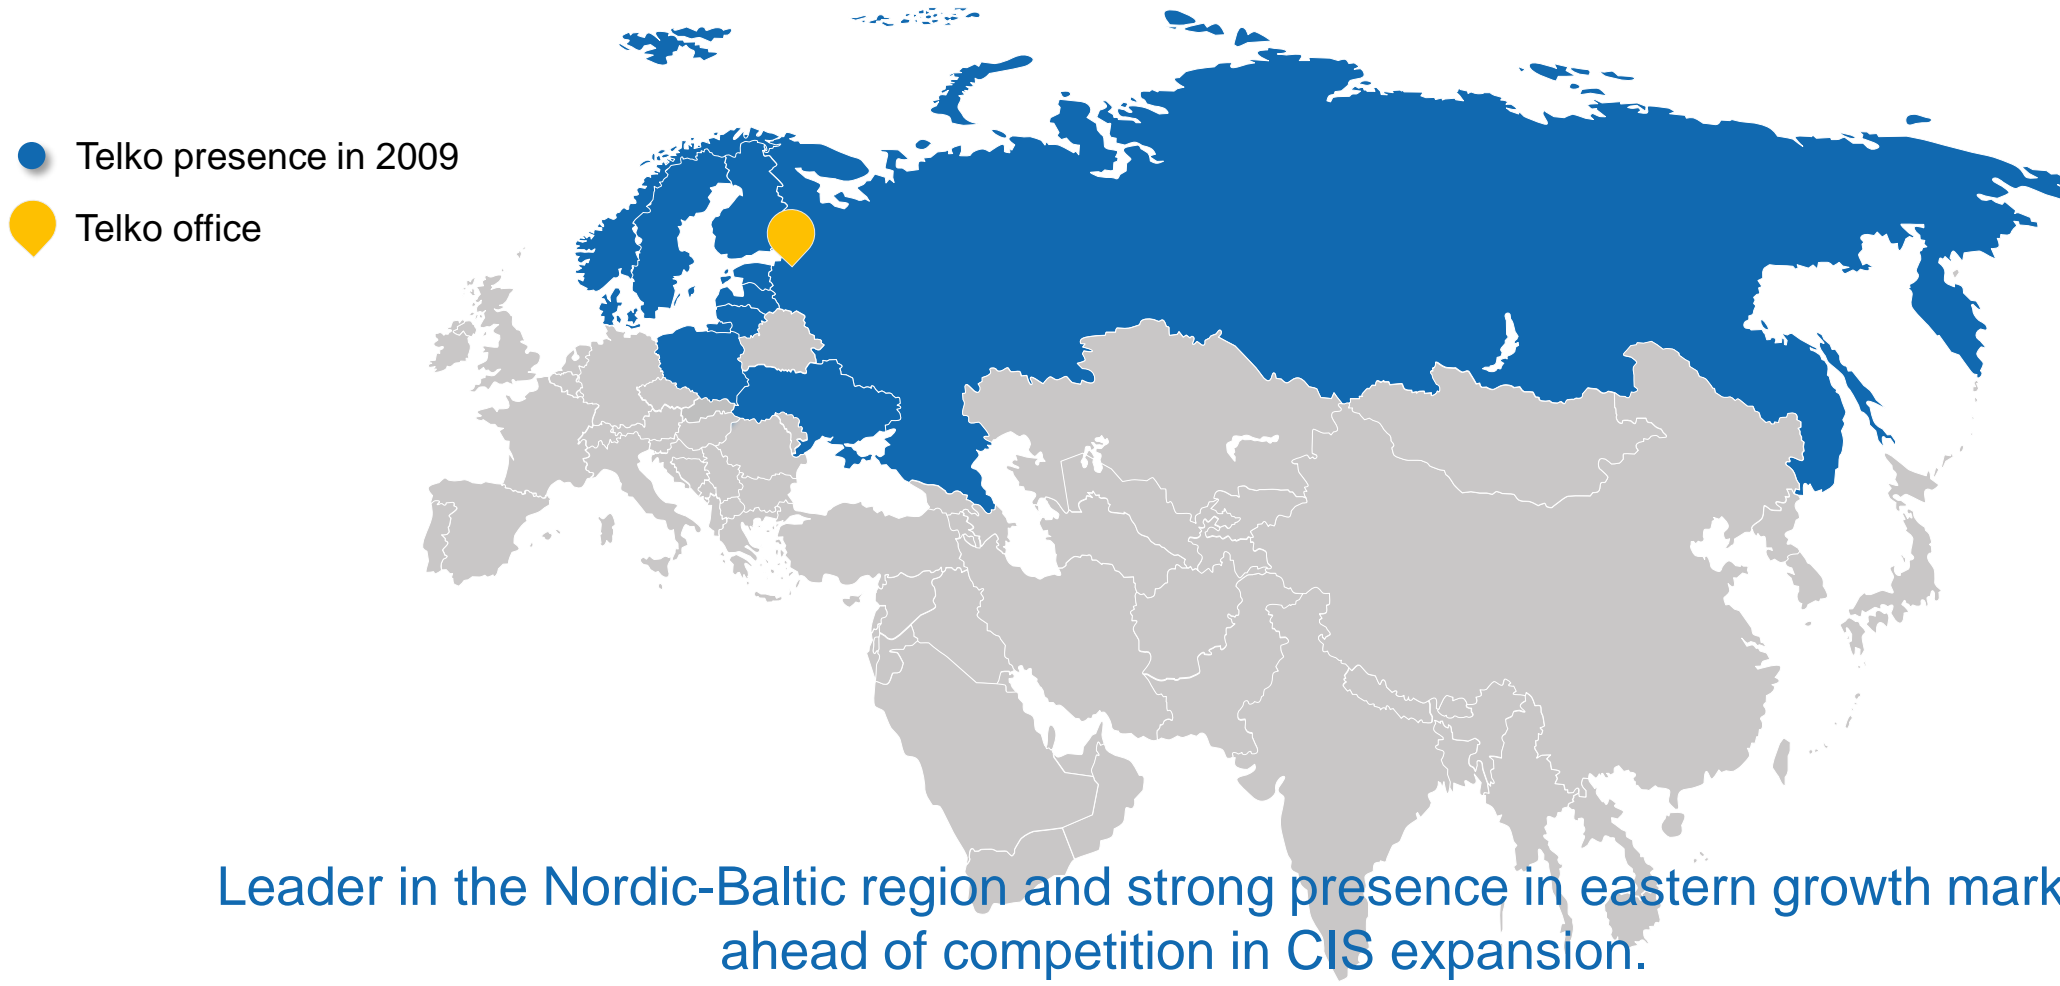 Telko presence in 2009
Telko office
Leader in the Nordic-Baltic region and strong presence in eastern growth mark
ahead of competition in CIS expansion.